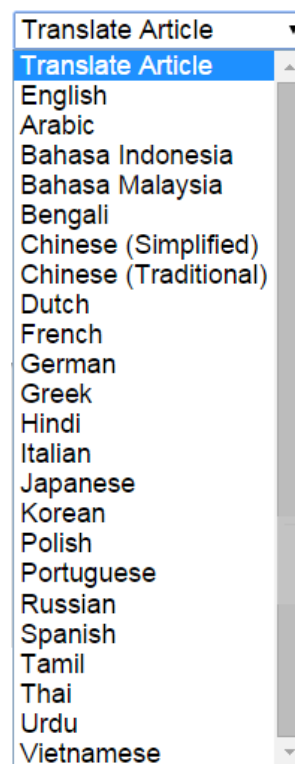 Translate Article
Translate Article
English
Arabic
Bahasa Indonesia
Bahasa Malaysia
Bengali
Chinese (Simplified)
Chinese (Traditional)
Dutch
French
German
Greek
Hindi
Italian
Japanese
Korean
Polish
Portuguese
Russian
Spanish
Tamil
Thai
Urdu
Vietnamese